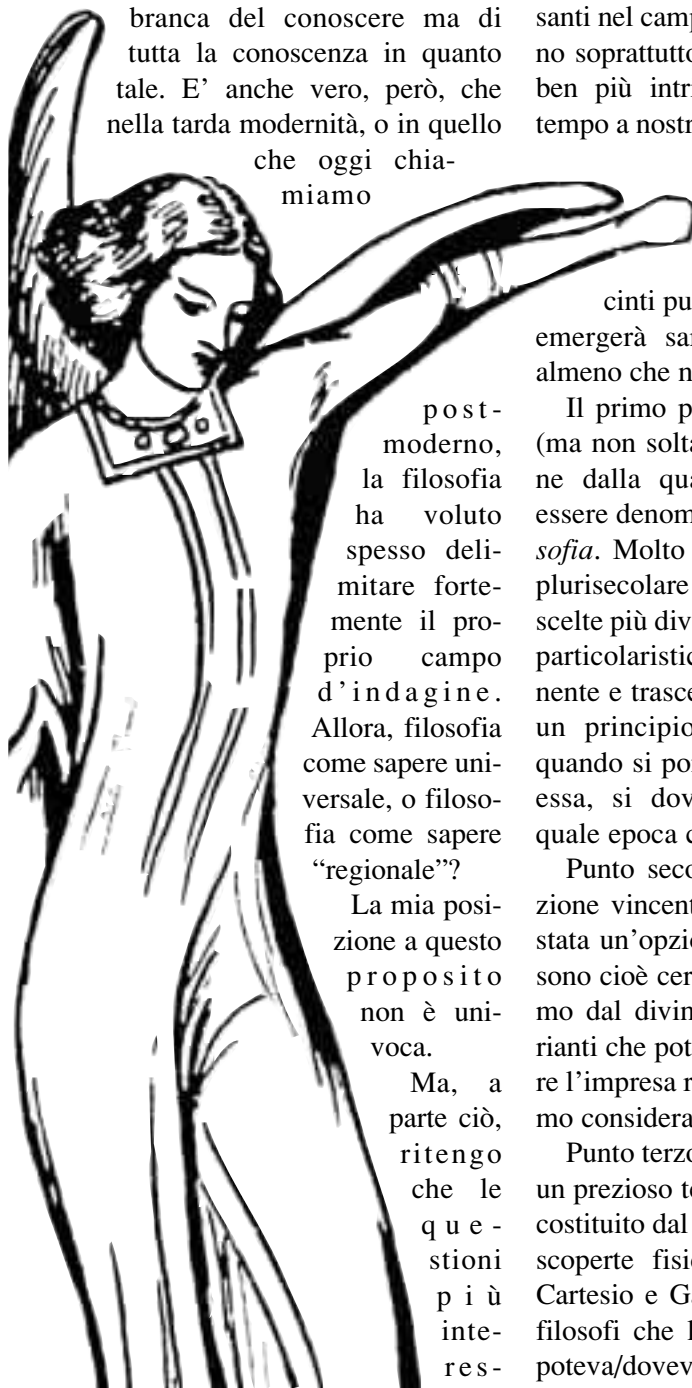 branca del conoscere ma di
tutta la conoscenza in quanto
tale. E' anche vero, però, che
nella tarda modernità, o in quello
che oggi chia-
miamo
post-
moderno,
la filosofia
ha voluto
spesso deli-
mitare forte-
mente il pro-
prio campo
d'indagine.
Allora, filosofia
come sapere uni-
versale, o filoso-
fia come sapere
“regionale”?
La mia posi-
zione a questo
proposito
non è uni-
voca.
Ma, a
parte ciò,
ritengo
che le
que-
stioni
più
inte-
res-
santi nel camp
no soprattutto
ben più intr
tempo a nostr
cinti pu
emergerà sa
almeno che n
Il primo p
(ma non solta
ne dalla qua
essere denom
sofia. Molto
plurisecolare
scelte più div
particolaristic
nente e trasce
un principio
quando si por
essa, si dov
quale epoca c
Punto seco
zione vincent
stata un'opzio
sono cioè cer
mo dal divin
rianti che pot
re l'impresa r
mo considera
Punto terzo
un prezioso te
costituito dal
scoperte fisic
Cartesio e G
filosofi che l
poteva/dovev